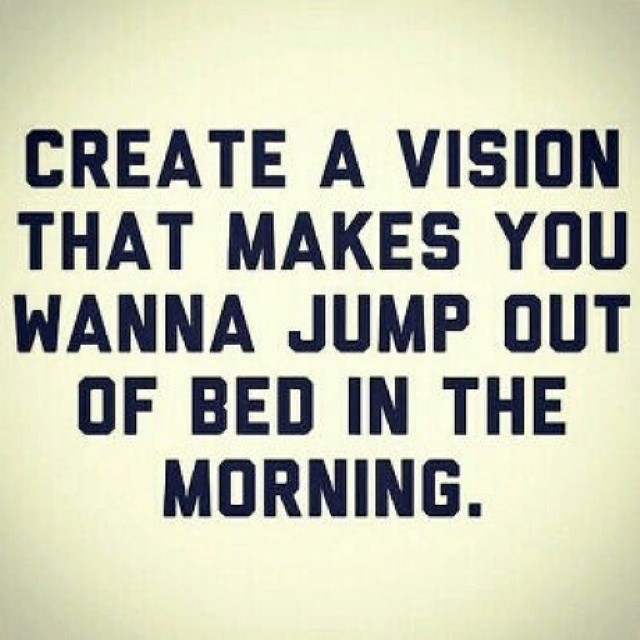 CREATE A VISION
THAT MAKES YOU
WANNA JUMP OUT
OF BED IN THE
MORNING.